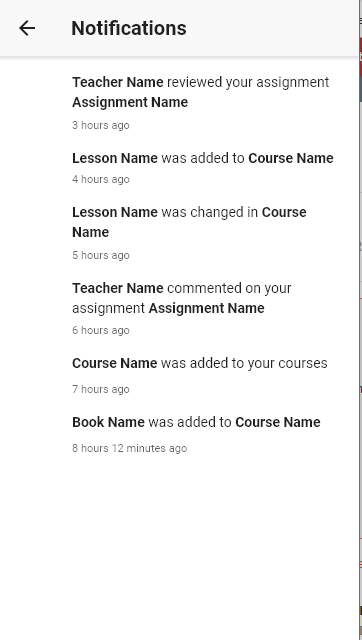 Notifications
Teacher Name reviewed your assignment
Assignment Name
3 hours ago
Lesson Name was added to Course Name
4 hours ago
Lesson Name was changed in Course
Name
5 hours ago
Teacher Name commented on your
assignment Assignment Name
6 hours ago
Course Name was added to your courses
7 hours ago
Book Name was added to Course Name
8 hours 12 minutes ago